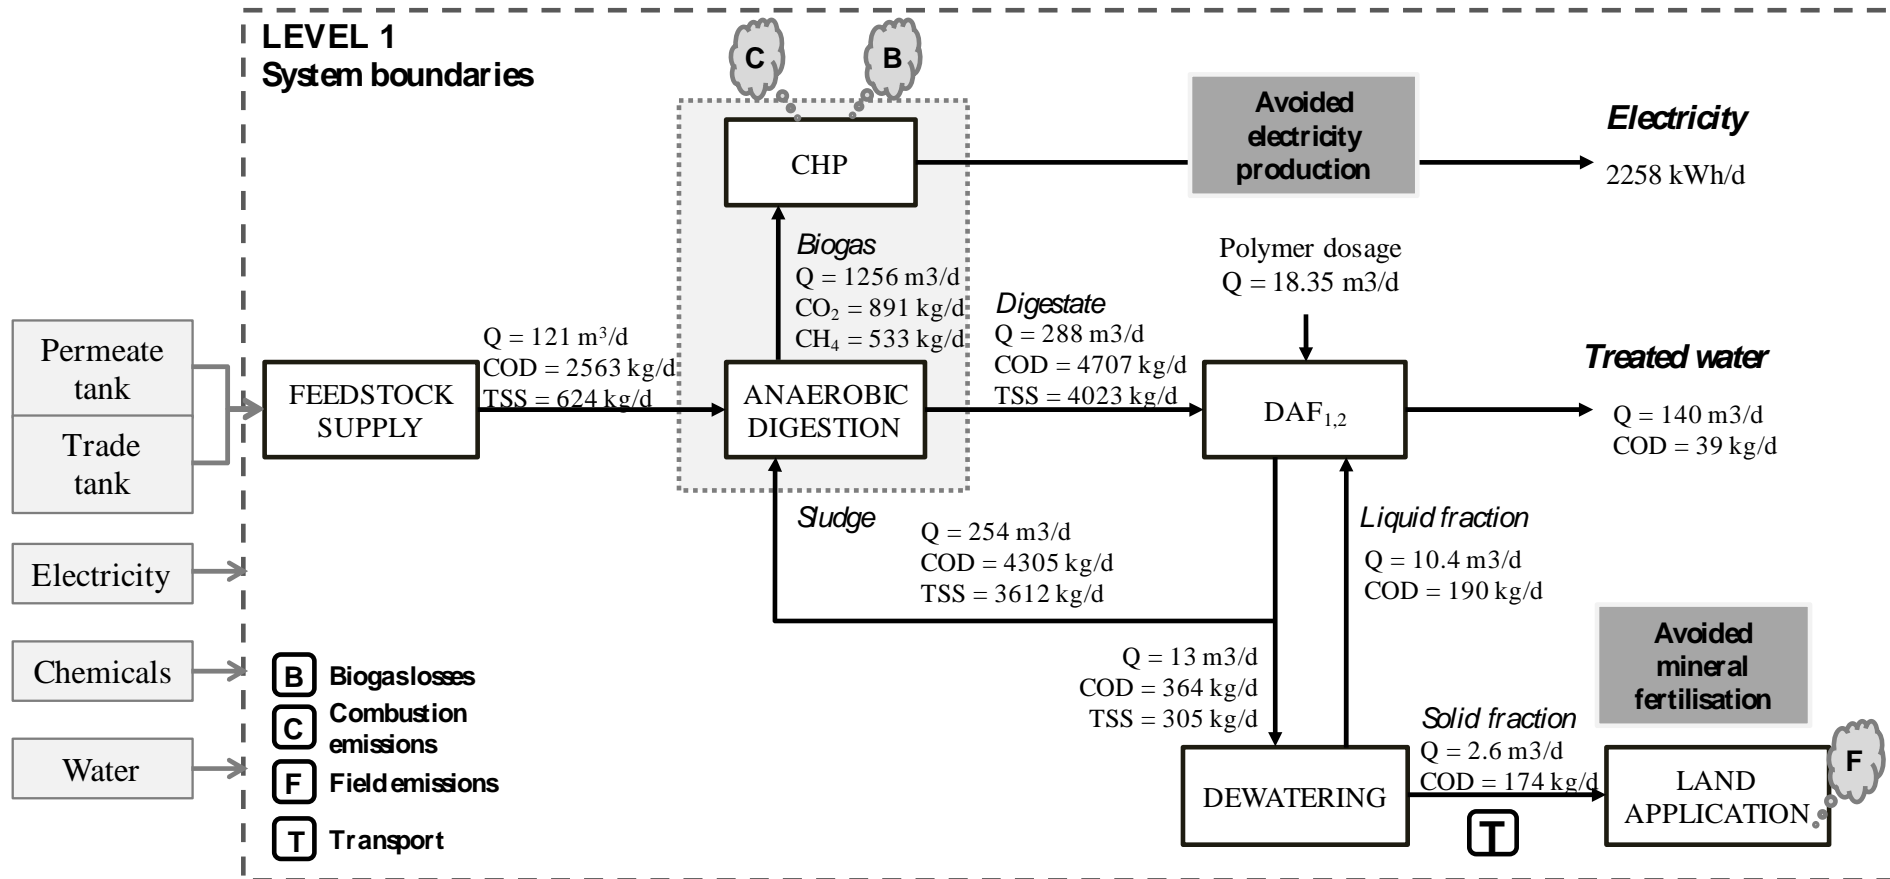 LEVEL 1
System boundaries
C
B
CHP
Avoided
electricity
production
Electricity
2258 kWh/d
Biogas
Q = 1256 m3/d
CO₂ = 891 kg/d
CH₄ = 533 kg/d
Polymer dosage
Q = 18.35 m3/d
Permeate
tank
Trade
tank
FEEDSTOCK
SUPPLY
Q = 121 m³/d
COD = 2563 kg/d
TSS = 624 kg/d
ANAEROBIC
DIGESTION
Digestate
Q = 288 m3/d
COD = 4707 kg/d
TSS = 4023 kg/d
DAF₁,₂
Treated water
Q = 140 m3/d
COD = 39 kg/d
Sludge
Q = 254 m3/d
COD = 4305 kg/d
TSS = 3612 kg/d
Liquid fraction
Q = 10.4 m3/d
COD = 190 kg/d
Electricity
Chemicals
Water
B Biogas losses
C Combustion
emissions
F Field emissions
T Transport
Q = 13 m3/d
COD = 364 kg/d
TSS = 305 kg/d
DEWATERING
Solid fraction
Q = 2.6 m3/d
COD = 174 kg/d
T
Avoided
mineral
fertilisation
LAND
APPLICATION
F